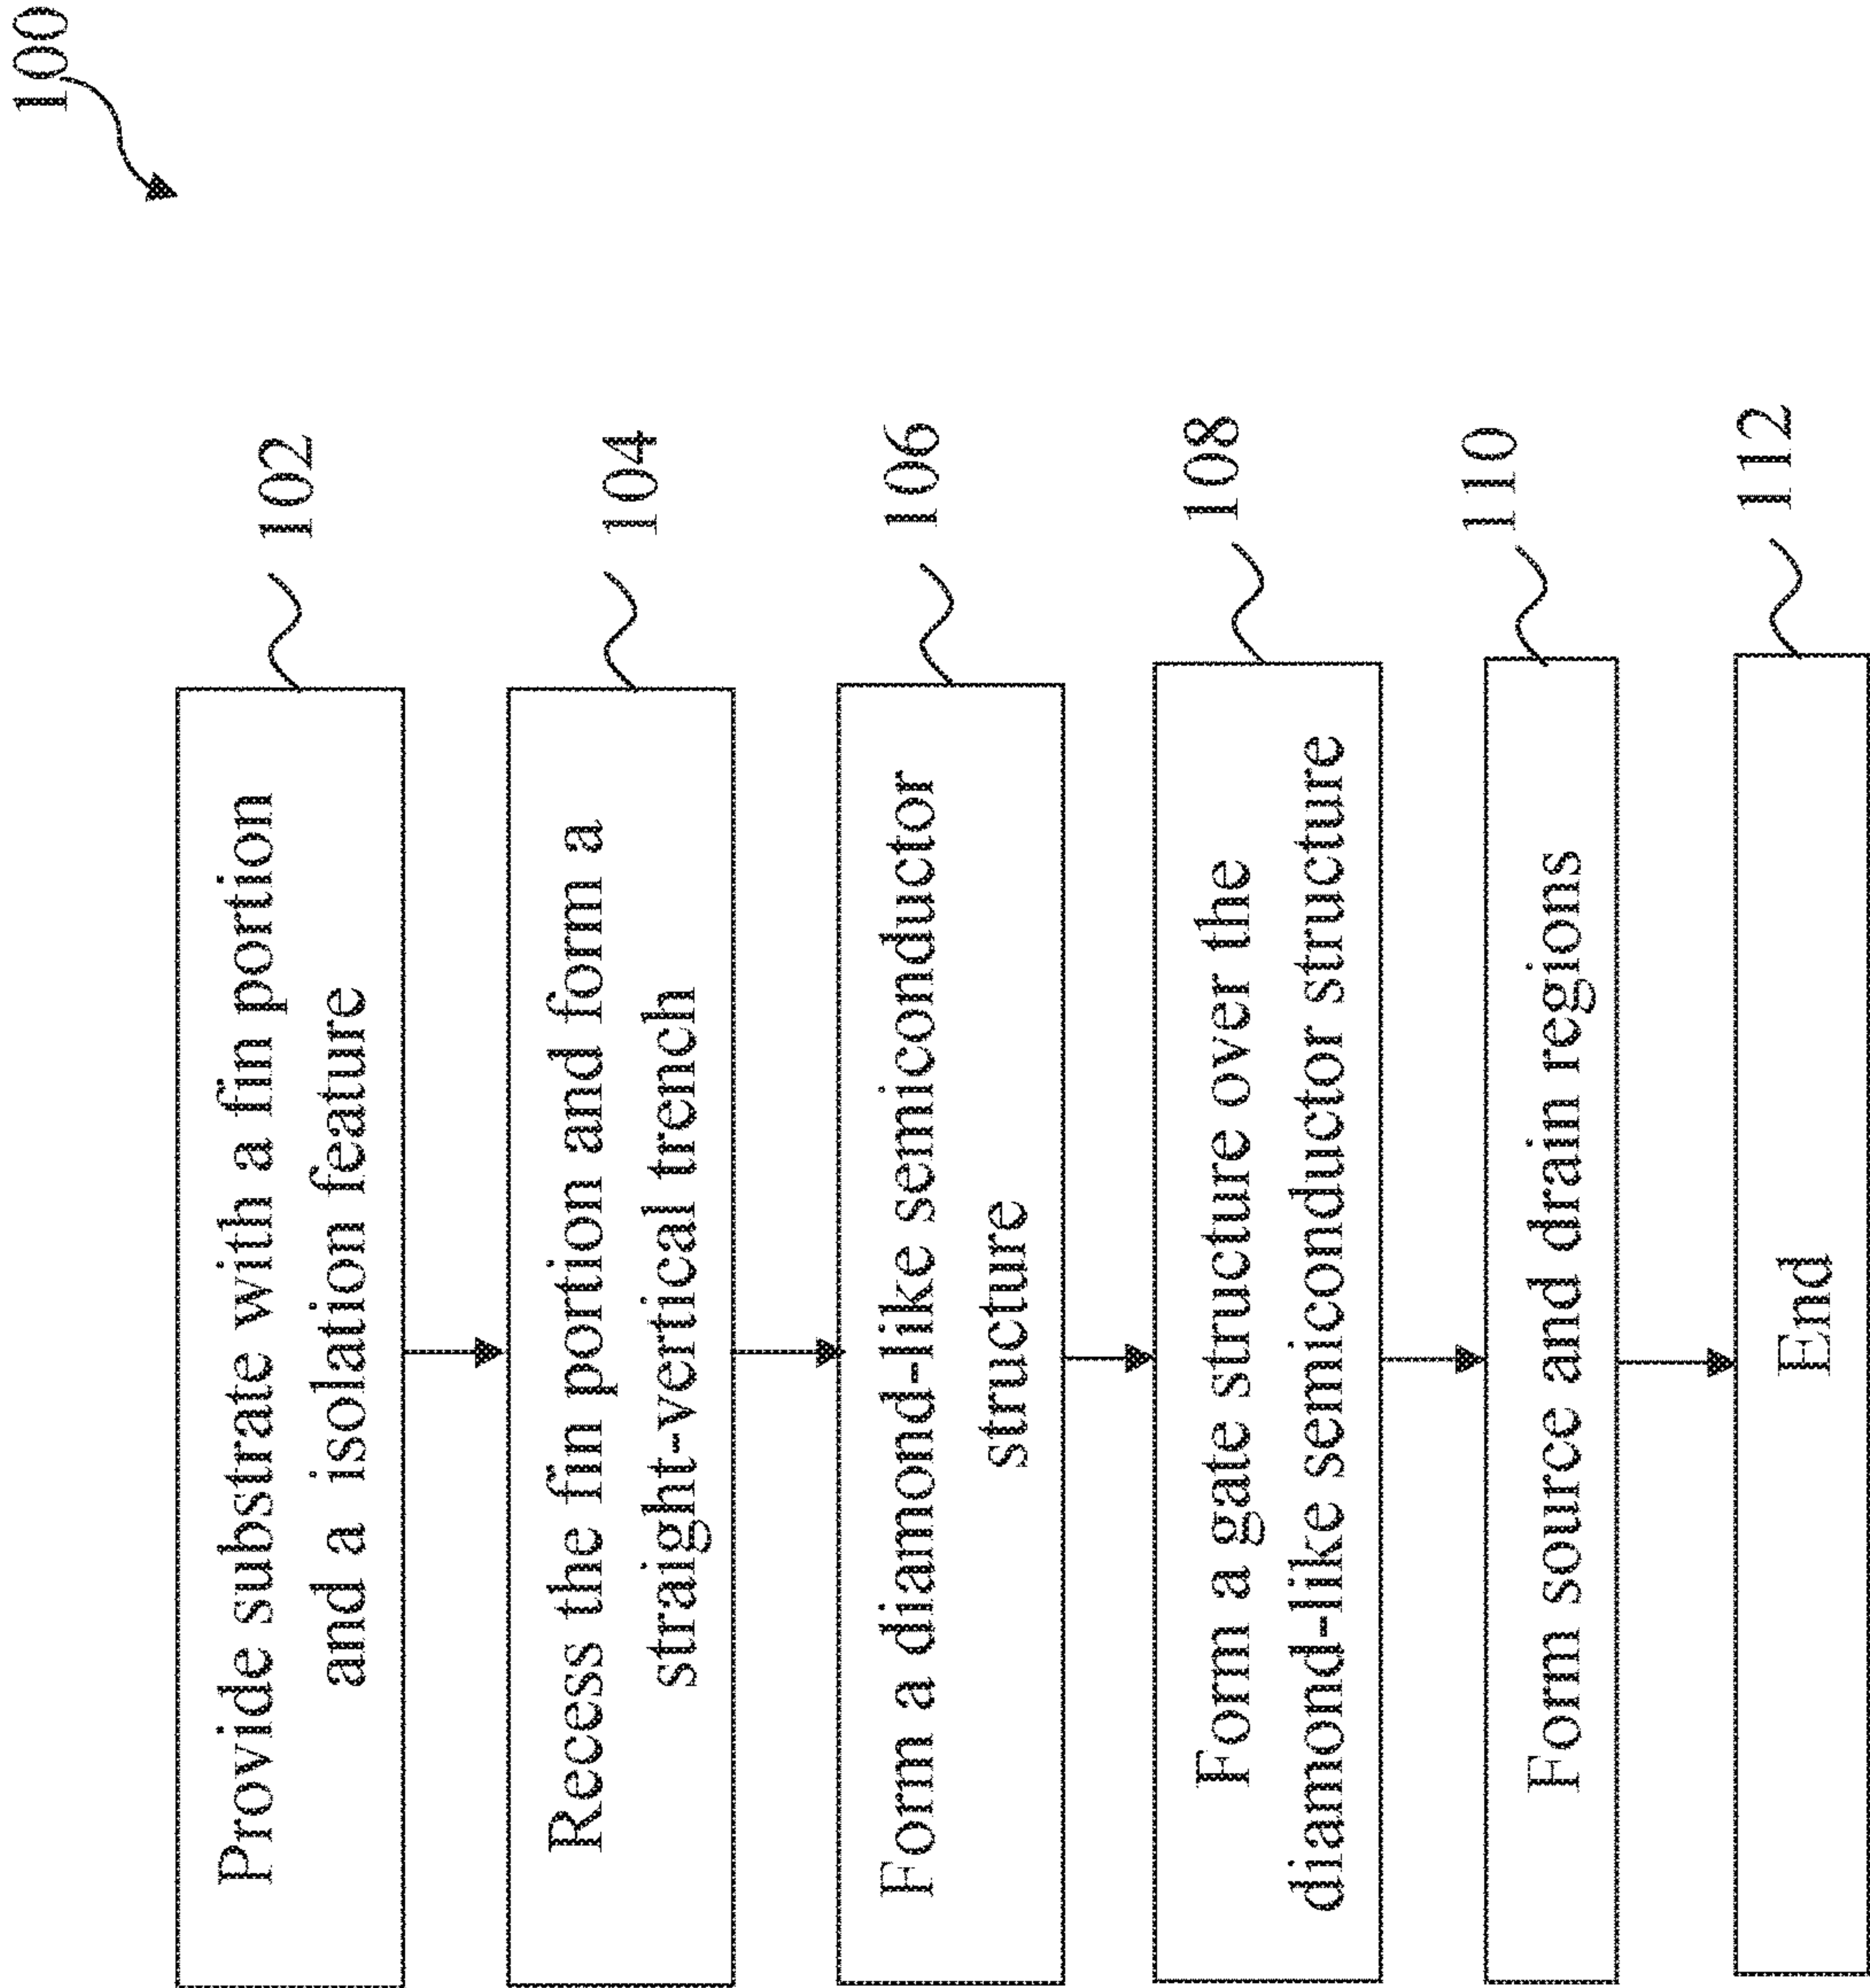 100
Provide substrate with a fin portion
and a isolation feature
102
Recess the fin portion and form a
straight-vertical trench
104
Form a diamond-like semiconductor
structure
106
Form a gate structure over the
diamond-like semiconductor structure
108
Form source and drain regions
110
End
112